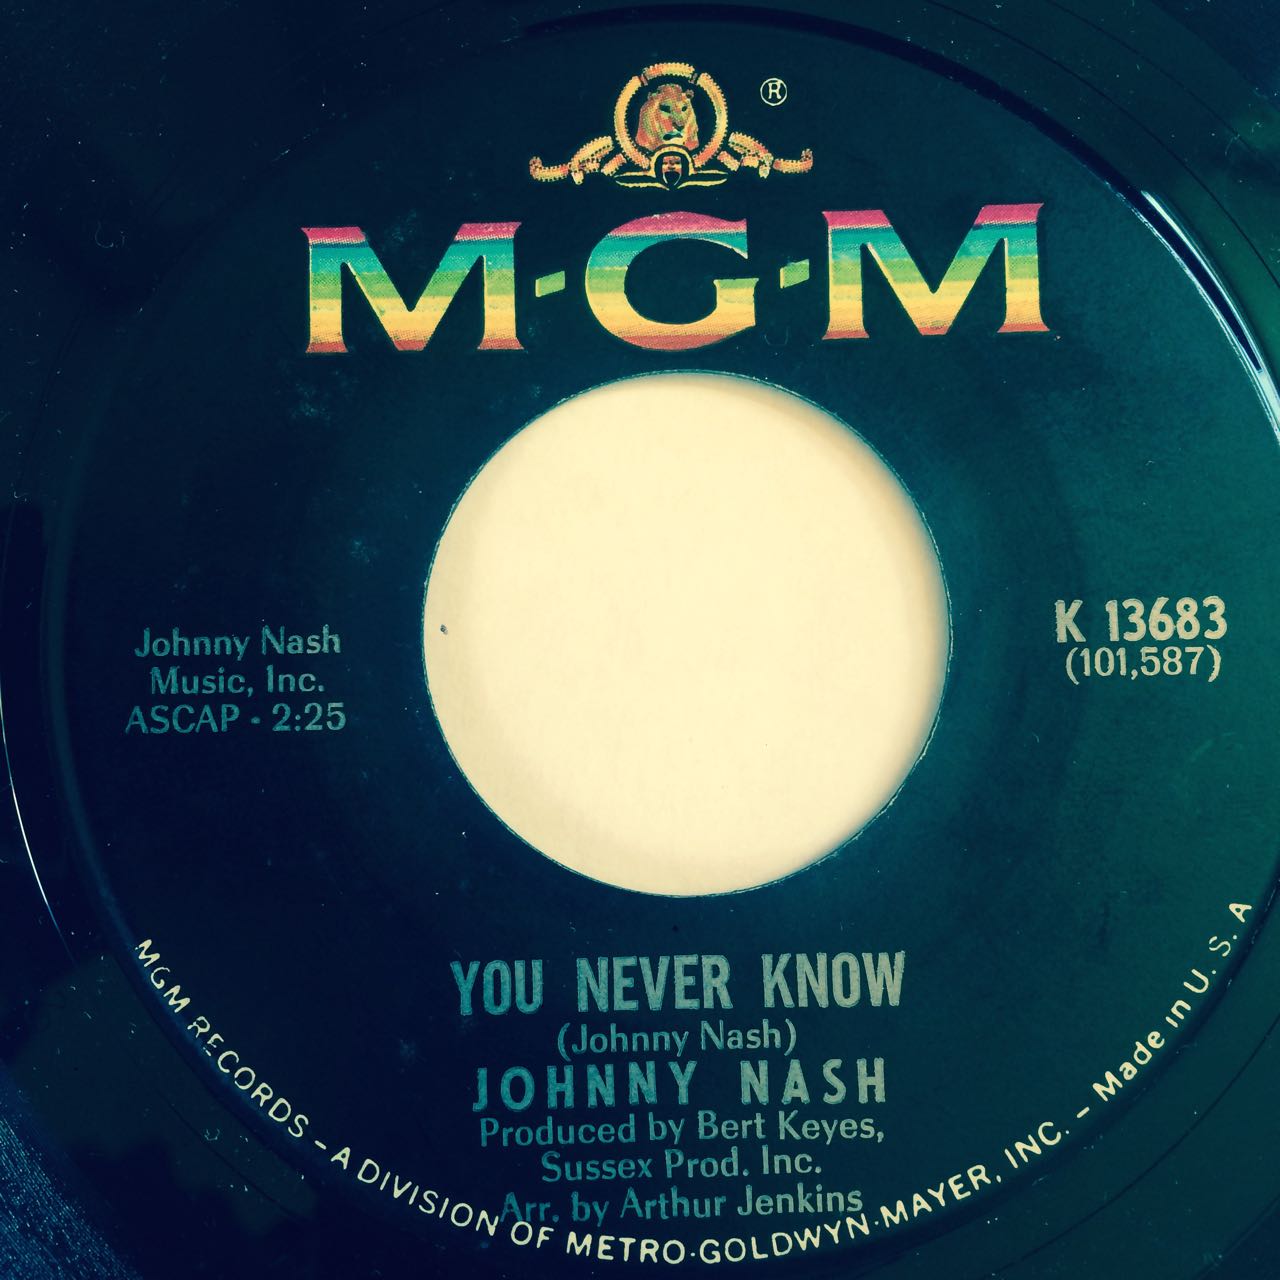 ®
M·G·M
Johnny Nash
Music, Inc.
ASCAP · 2:25
K 13683
(101,587)
YOU NEVER KNOW
(Johnny Nash)
JOHNNY NASH
Produced by Bert Keyes,
Sussex Prod. Inc.
Arr. by Arthur Jenkins
MGM RECORDS – A DIVISION OF METRO·GOLDWYN·MAYER, INC. – Made in U. S. A